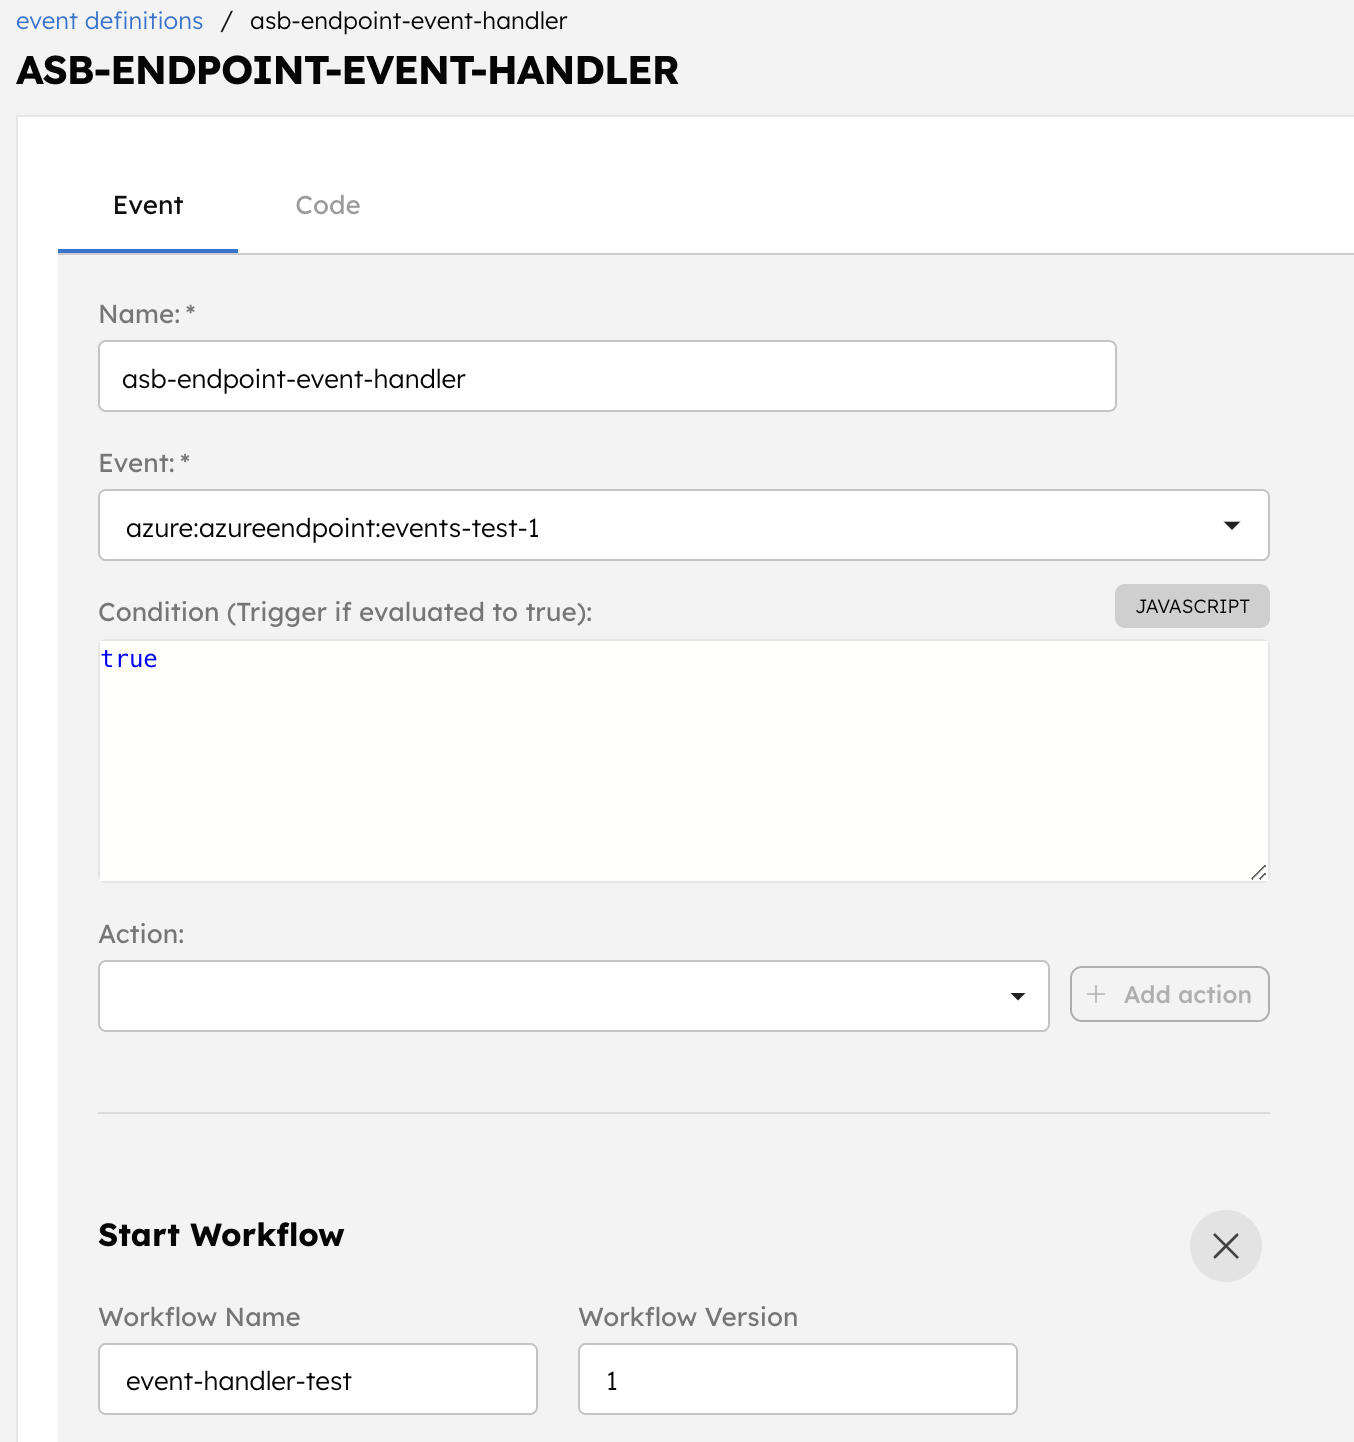 event definitions / asb-endpoint-event-handler
ASB-ENDPOINT-EVENT-HANDLER
Event Code
Name: *
asb-endpoint-event-handler
Event: *
azure:azureendpoint:events-test-1
Condition (Trigger if evaluated to true): JAVASCRIPT
true
Action:
+ Add action
Start Workflow
Workflow Name Workflow Version
event-handler-test 1